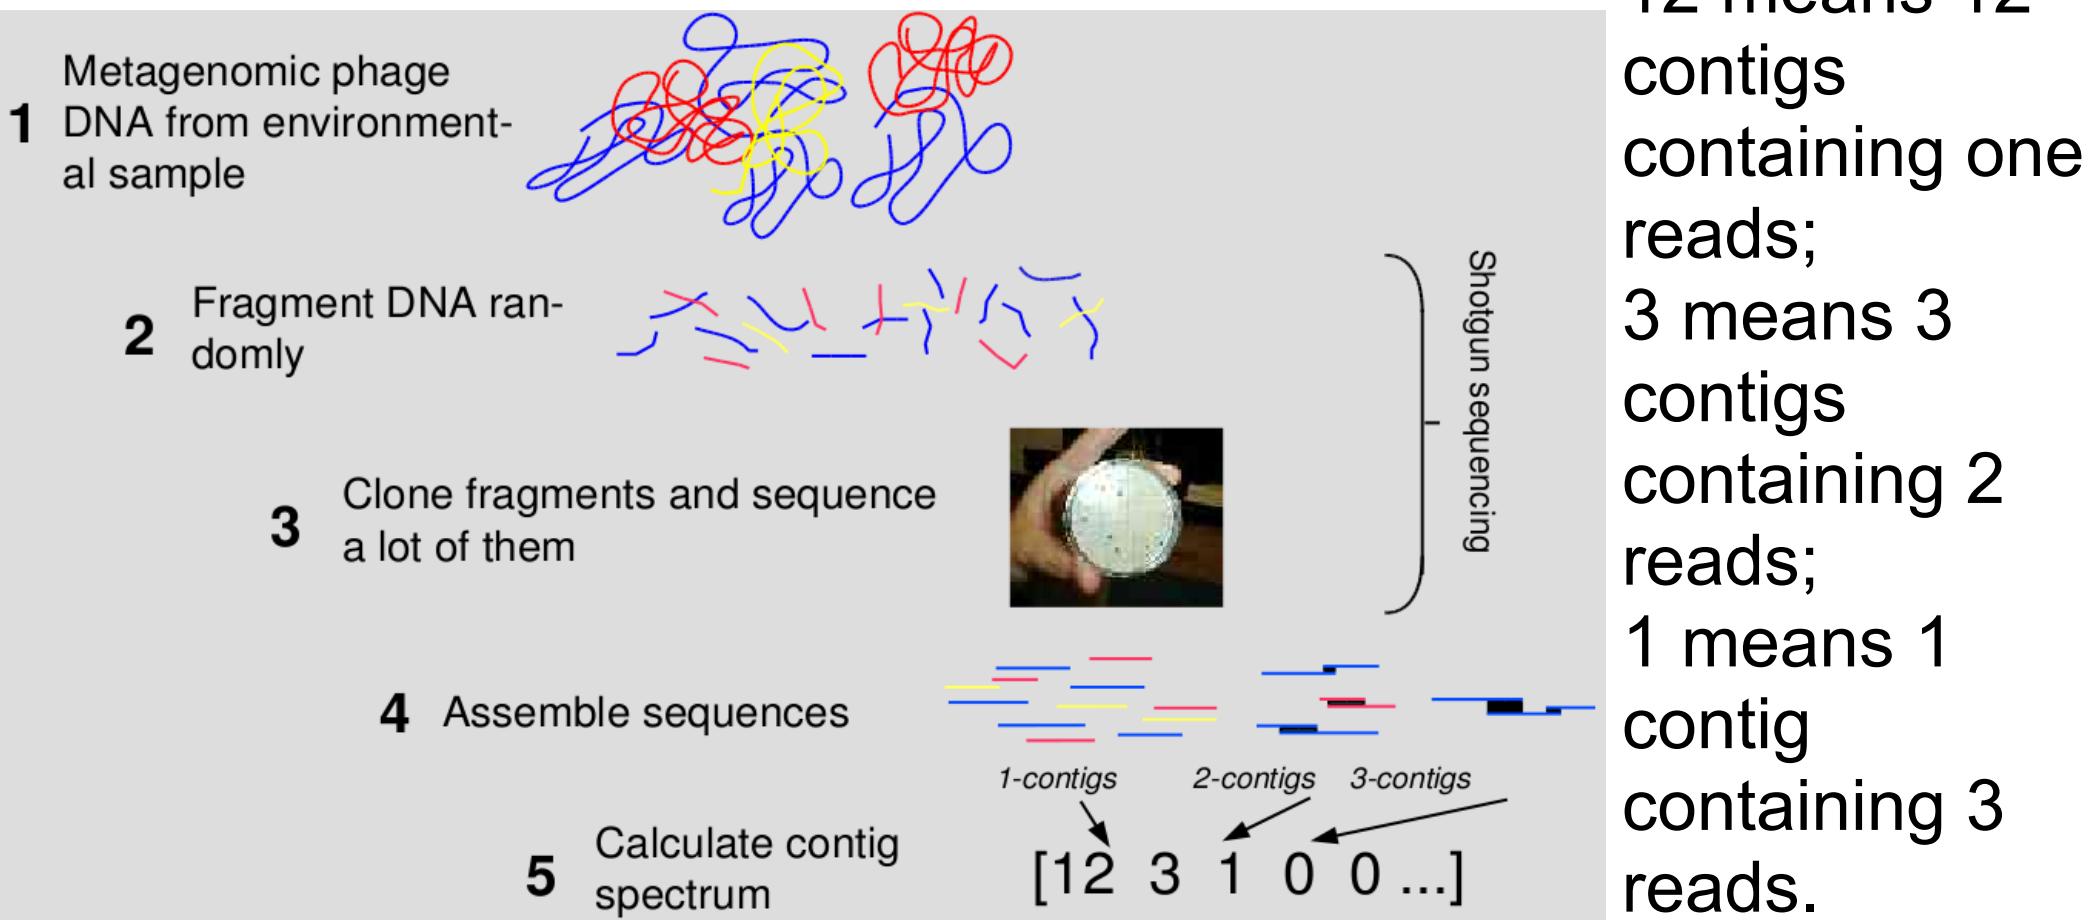 1 Metagenomic phage
DNA from environment-
al sample
2 Fragment DNA ran-
domly
3 Clone fragments and sequence
a lot of them
Shotgun sequencing
4 Assemble sequences
1-contigs 2-contigs 3-contigs
5 Calculate contig
spectrum
[12 3 1 0 0 ...]
12 means 12
contigs
containing one
reads;
3 means 3
contigs
containing 2
reads;
1 means 1
contig
containing 3
reads.